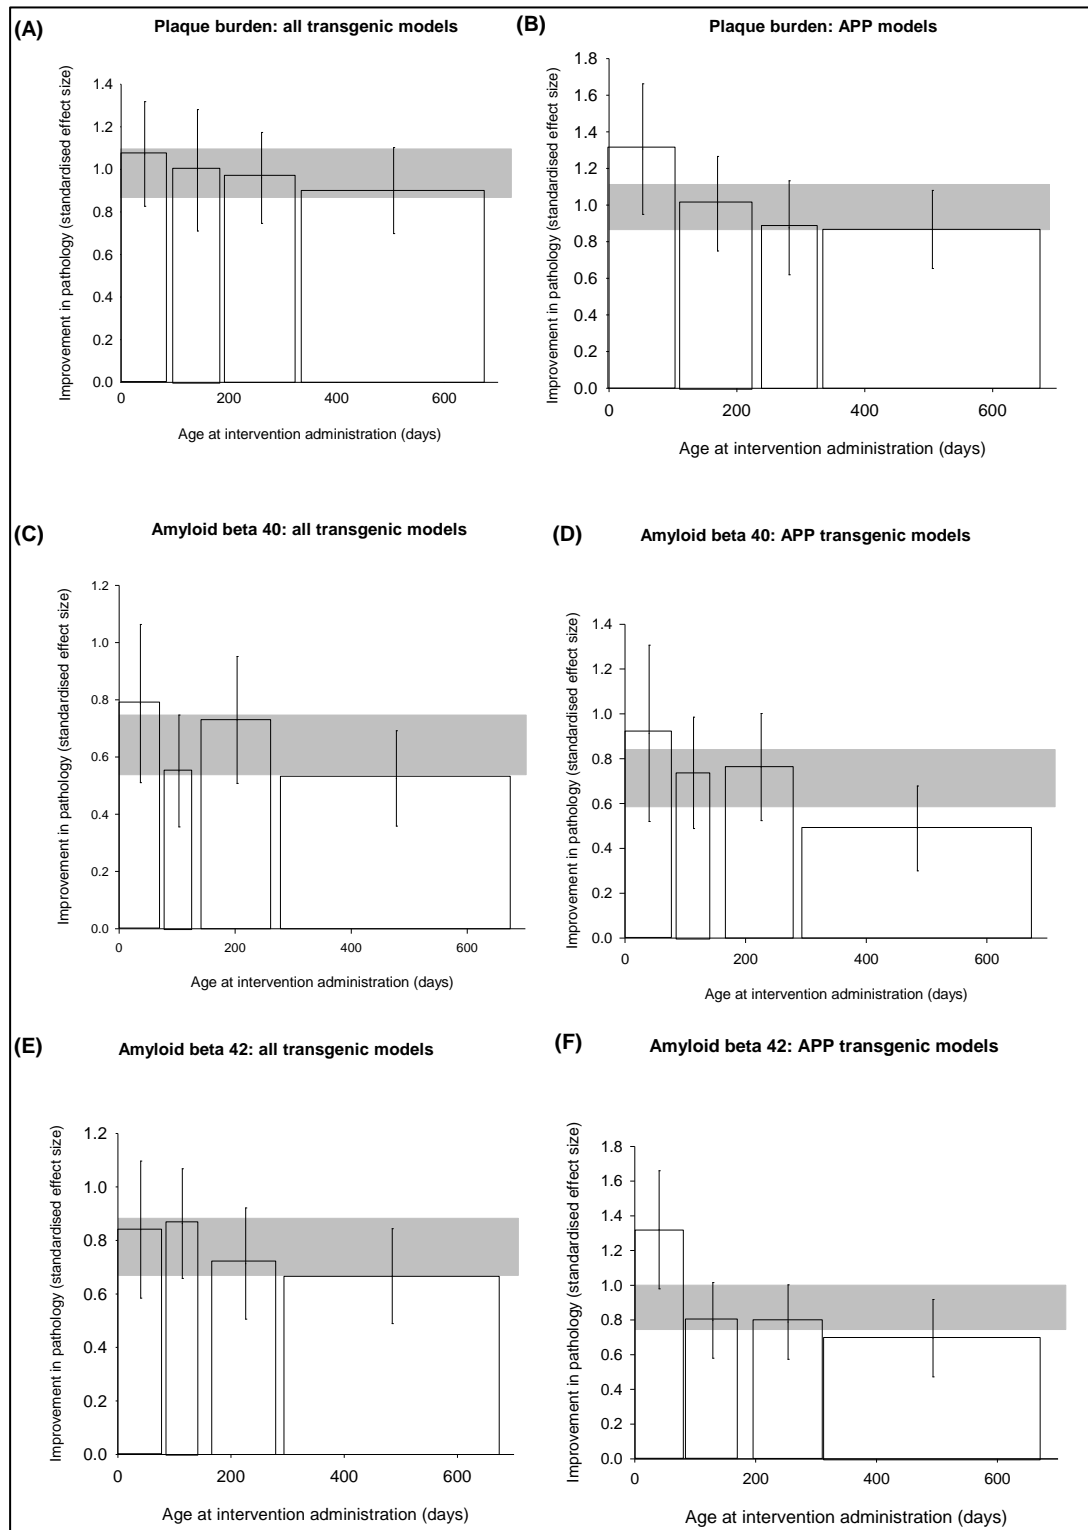 (A)
Plaque burden: all transgenic models
Improvement in pathology (standardised effect size)
1.4
1.2
1.0
0.8
0.6
0.4
0.2
0.0
0 200 400 600
Age at intervention administration (days)
(B)
Plaque burden: APP models
Improvement in pathology (standardised effect size)
1.8
1.6
1.4
1.2
1.0
0.8
0.6
0.4
0.2
0.0
0 200 400 600
Age at intervention administration (days)
(C)
Amyloid beta 40: all transgenic models
Improvement in pathology (standardised effect size)
1.2
1.0
0.8
0.6
0.4
0.2
0.0
0 200 400 600
Age at intervention administration (days)
(D)
Amyloid beta 40: APP transgenic models
Improvement in pathology (standardised effect size)
1.4
1.2
1.0
0.8
0.6
0.4
0.2
0.0
0 200 400 600
Age at intervention administration (days)
(E)
Amyloid beta 42: all transgenic models
Improvement in pathology (standardised effect size)
1.2
1.0
0.8
0.6
0.4
0.2
0.0
0 200 400 600
Age at intervention administration (days)
(F)
Amyloid beta 42: APP transgenic models
Improvement in pathology (standardised effect size)
1.8
1.6
1.4
1.2
1.0
0.8
0.6
0.4
0.2
0.0
0 200 400 600
Age at intervention administration (days)